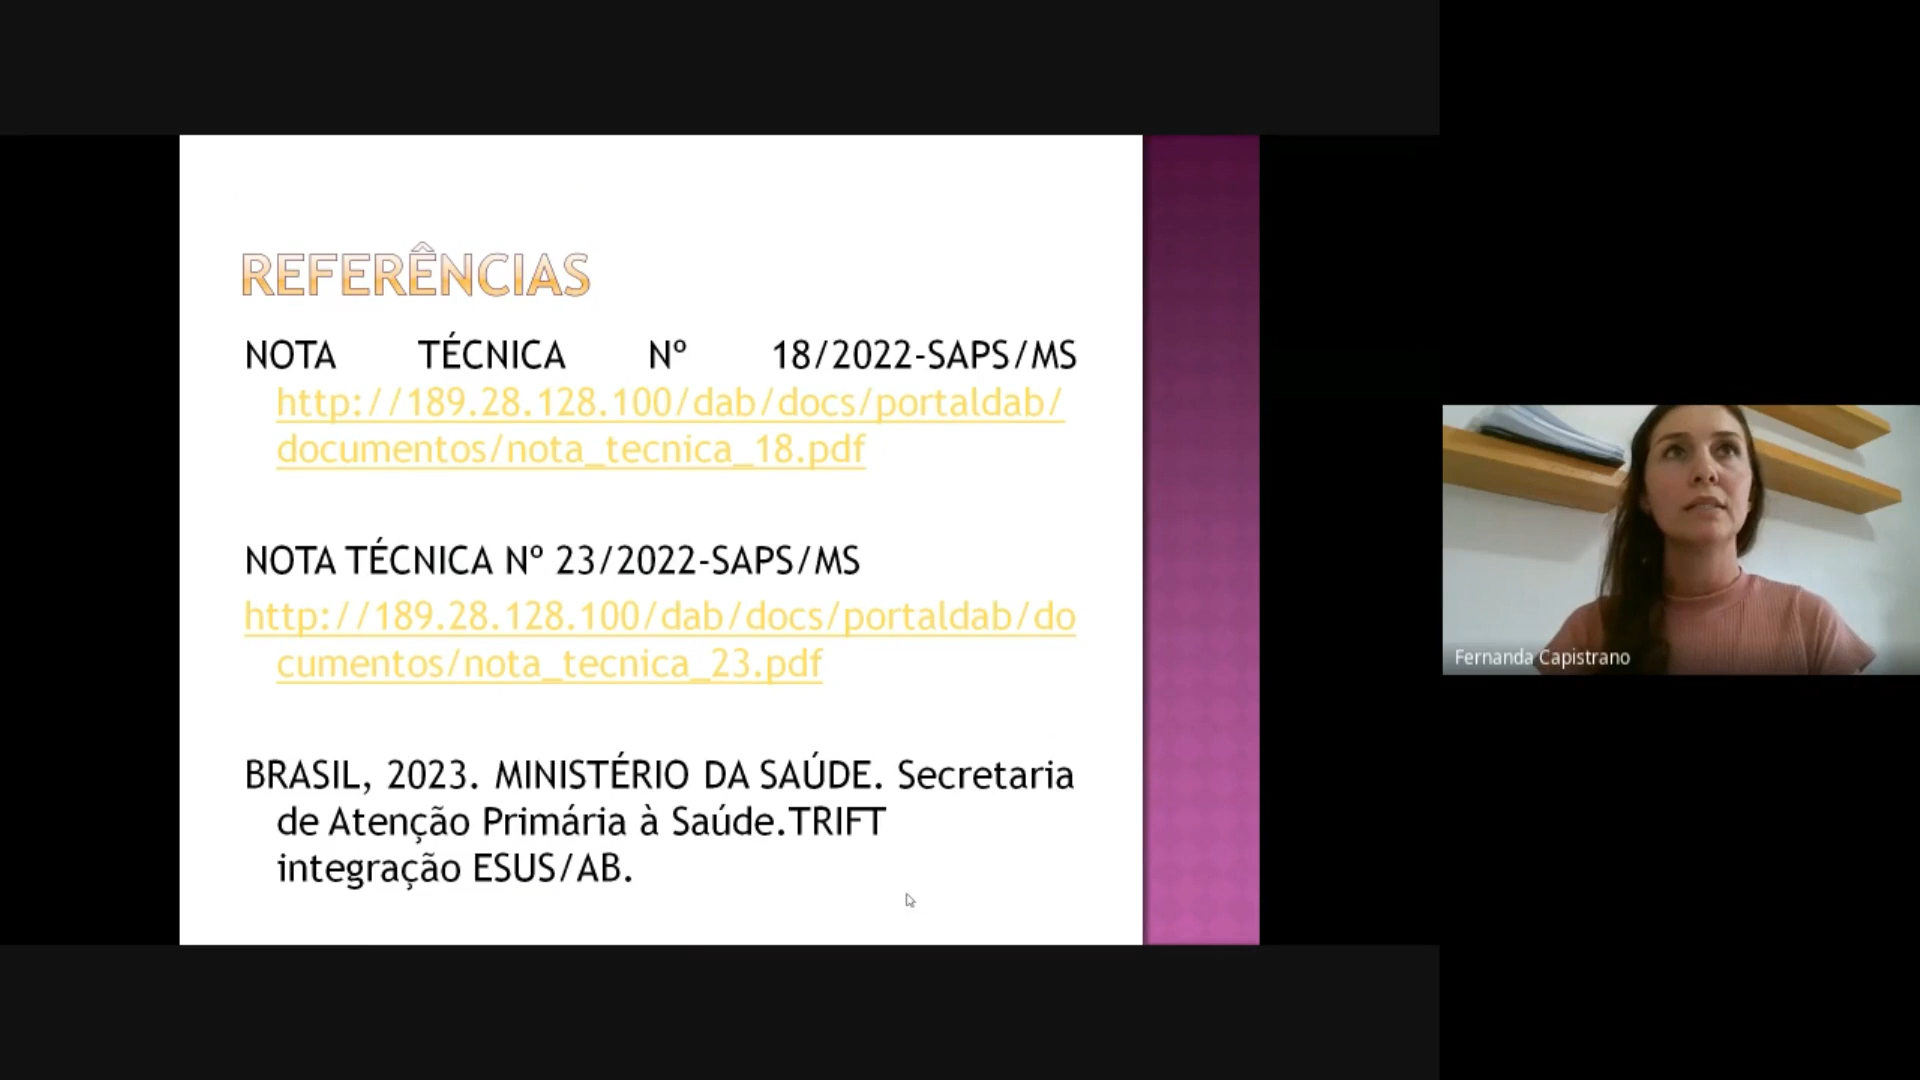 REFERÊNCIAS
NOTA TÉCNICA Nº 18/2022-SAPS/MS
http://189.28.128.100/dab/docs/portaldab/
documentos/nota_tecnica_18.pdf
NOTA TÉCNICA Nº 23/2022-SAPS/MS
http://189.28.128.100/dab/docs/portaldab/do
cumentos/nota_tecnica_23.pdf
BRASIL, 2023. MINISTÉRIO DA SAÚDE. Secretaria
de Atenção Primária à Saúde.TRIFT
integração ESUS/AB.
Fernanda Capistrano